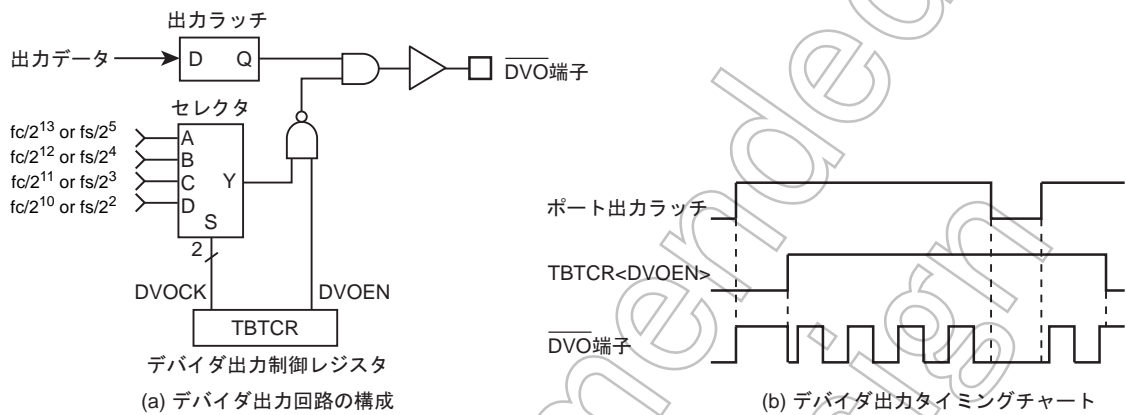 出力ラッチ
出力データ
D Q
DVO端子
セレクタ
fc/2^13 or fs/2^5
fc/2^12 or fs/2^4
fc/2^11 or fs/2^3
fc/2^10 or fs/2^2
A
B
C
D
Y
S
2
DVOCK
DVOEN
TBTCR
デバイダ出力制御レジスタ
(a) デバイダ出力回路の構成
ポート出力ラッチ
TBTCR<DVOEN>
DVO端子
(b) デバイダ出力タイミングチャート